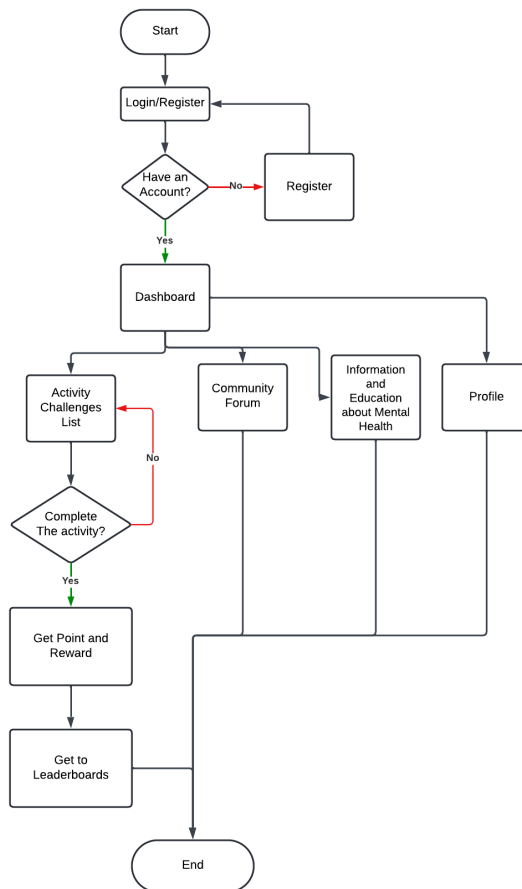 Start
Login/Register
Have an
Account?
No
Register
Yes
Dashboard
Activity
Challenges
List
Community
Forum
Information
and
Education
about Mental
Health
Profile
No
Complete
The activity?
Yes
Get Point and
Reward
Get to
Leaderboards
End